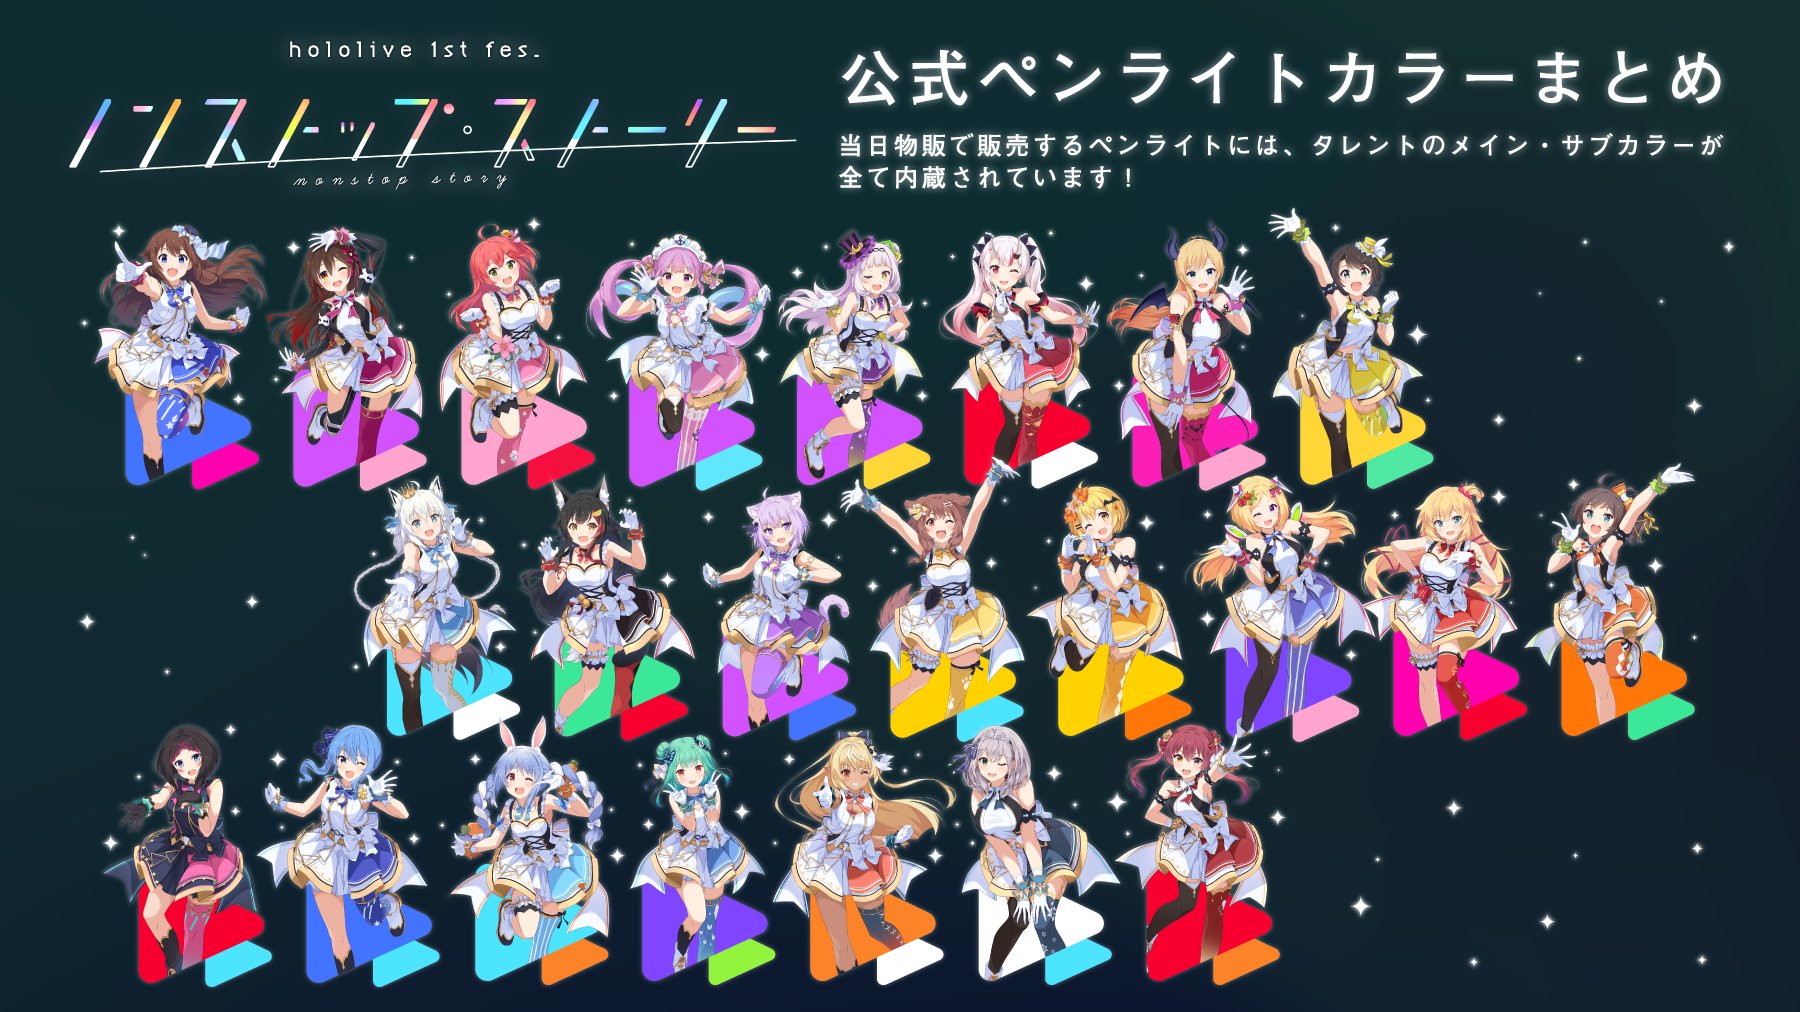 hololive 1st fes.
ノンストップ・ストーリー
nonstop story
公式ペンライトカラーまとめ
当日物販で販売するペンライトには、タレントのメイン・サブカラーが
全て内蔵されています！